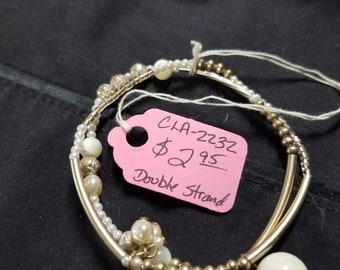 CLA-2232
$2.95
Double Strand